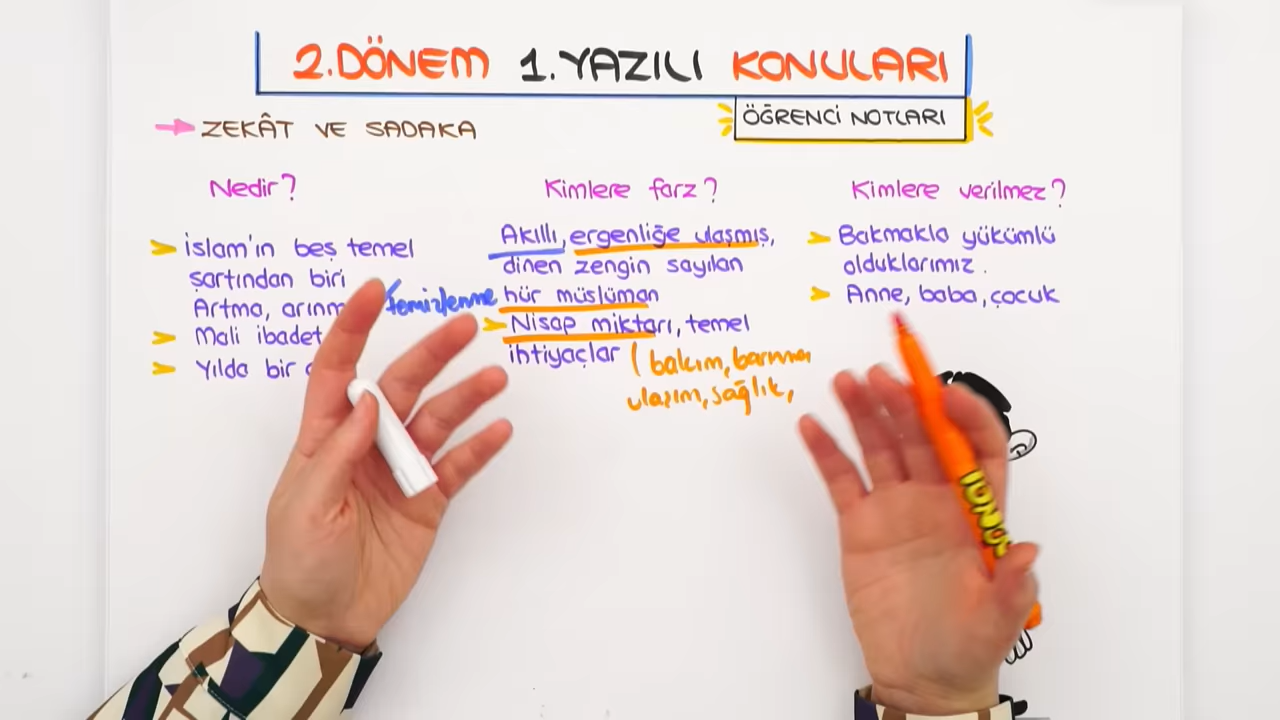 2.DÖNEM 1.YAZILI KONULARI
ÖĞRENCİ NOTLARI
ZEKÂT VE SADAKA
Nedir?
İslam'ın beş temel
şartından biri
Artma, temizlenme
Mali ibadet
Yılda bir
Kimlere farz?
Akıllı, ergenliğe ulaşmış,
dinen zengin sayılan
hür müslüman
Nisap miktarı, temel
ihtiyaçlar (bakım, barınma
ulaşım, sağlık,
Kimlere verilmez?
Bakmakla yükümlü
olduklarımız.
Anne, baba, çocuk